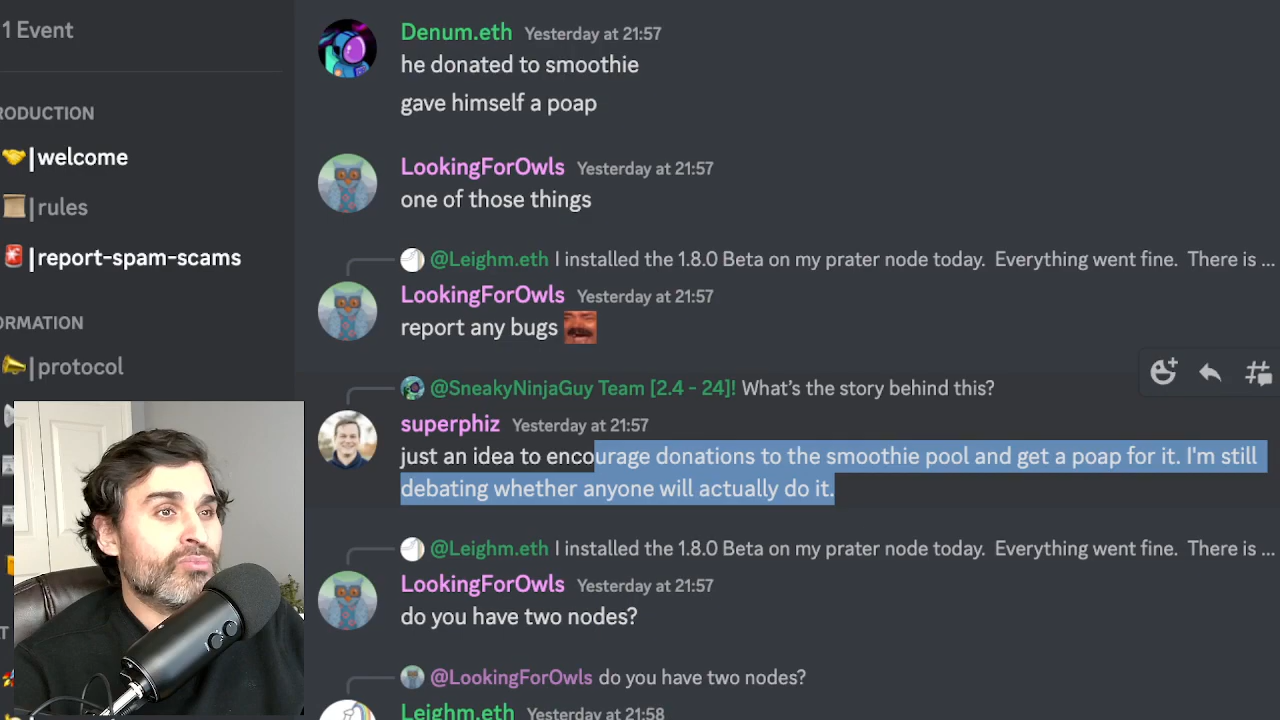 1 Event
RODUCTION
|welcome
|rules
|report-spam-scams
ORMATION
|protocol
Denum.eth Yesterday at 21:57
he donated to smoothie
gave himself a poap
LookingForOwls Yesterday at 21:57
one of those things
@Leighm.eth I installed the 1.8.0 Beta on my prater node today. Everything went fine. There is ...
LookingForOwls Yesterday at 21:57
report any bugs
@SneakyNinjaGuy Team [2.4 - 24]! What's the story behind this?
superphiz Yesterday at 21:57
just an idea to encourage donations to the smoothie pool and get a poap for it. I'm still
debating whether anyone will actually do it.
@Leighm.eth I installed the 1.8.0 Beta on my prater node today. Everything went fine. There is ...
LookingForOwls Yesterday at 21:57
do you have two nodes?
@LookingForOwls do you have two nodes?
Leighm.eth Yesterday at 21:58